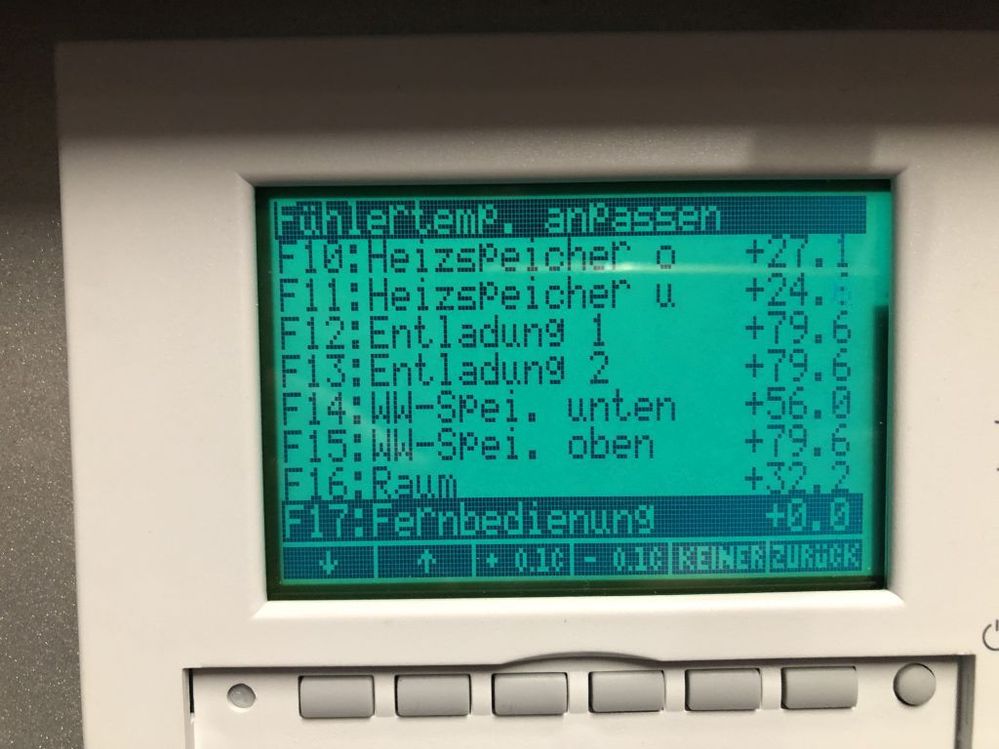 Fühlertemp. anpassen
F10:Heizspeicher o +27.1
F11:Heizspeicher u
F12:Entladung 1 +79.6
F13:Entladung 2 +79.6
F14:WW-Spei. unten +56.0
F15:WW-Spei. oben +79.6
F16:Raum +32.2
F17:Fernbedienung +0.0
↓ ↑ + 0.1C - 0.1C KEINER ZURÜCK